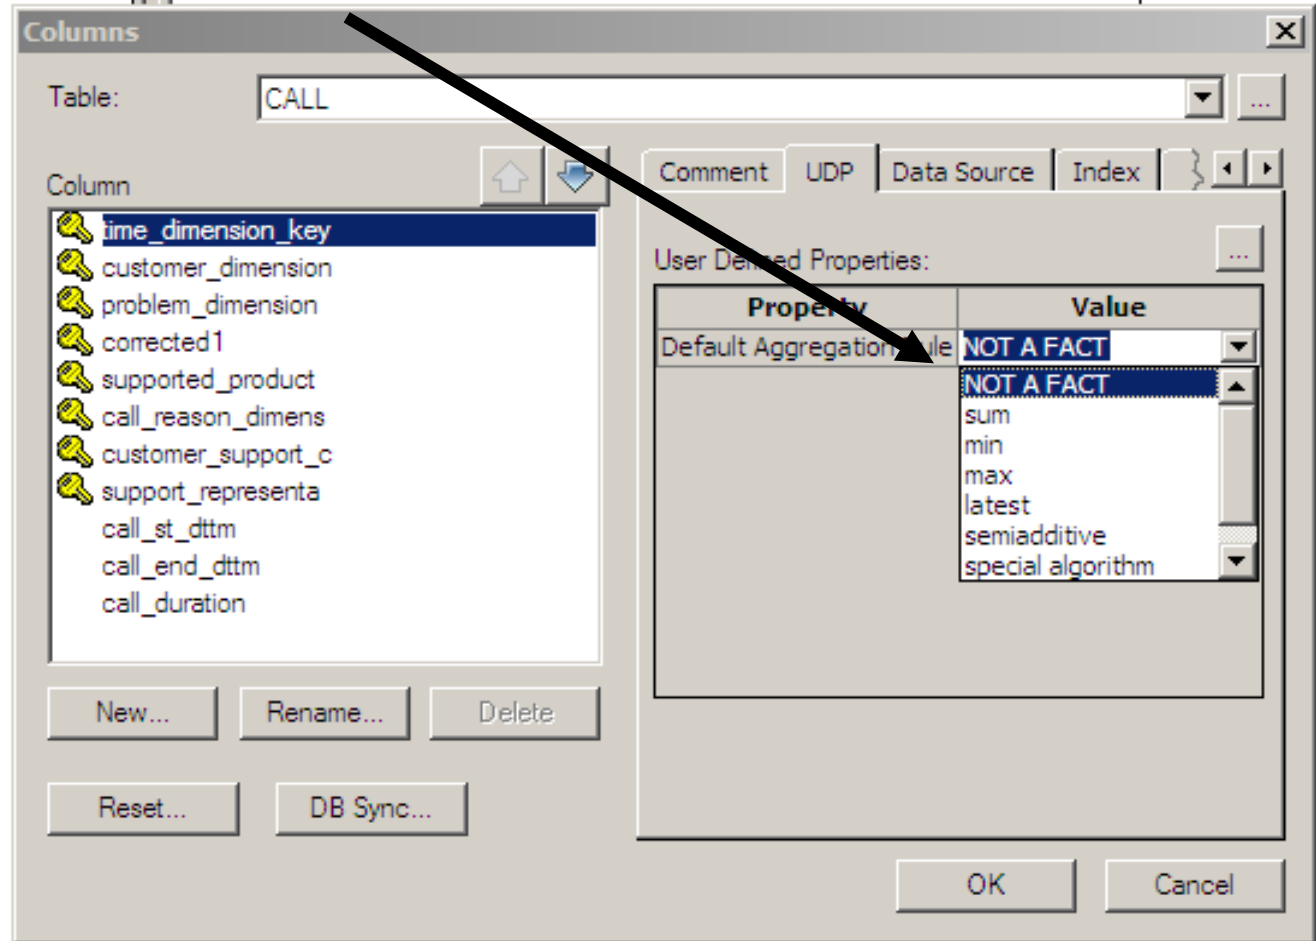 Columns
Table:
CALL
...
Column
time_dimension_key
customer_dimension
problem_dimension
corrected1
supported_product
call_reason_dimens
customer_support_c
support_representa
call_st_dttm
call_end_dttm
call_duration
New...
Rename...
Delete
Reset...
DB Sync...
Comment
UDP
Data Source
Index
User Defined Properties:
...
Property
Value
Default Aggregation
NOT A FACT
NOT A FACT
sum
min
max
latest
semiadditive
special algorithm
OK
Cancel